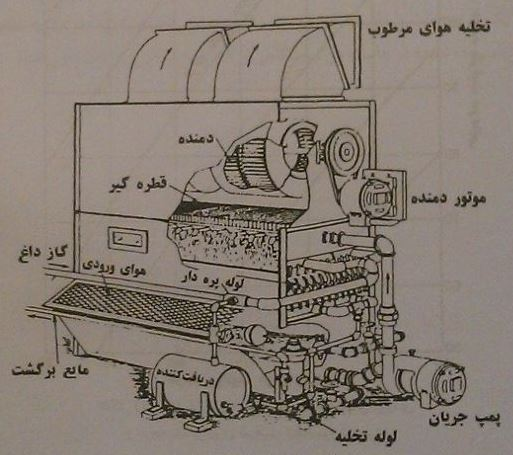 تخلیه هوای مرطوب
دمنده
قطره گیر
موتور دمنده
گاز داغ
هوای ورودی
لوله پره دار
مایع برگشت
دریافت‌کننده
پمپ جریان
لوله تخلیه